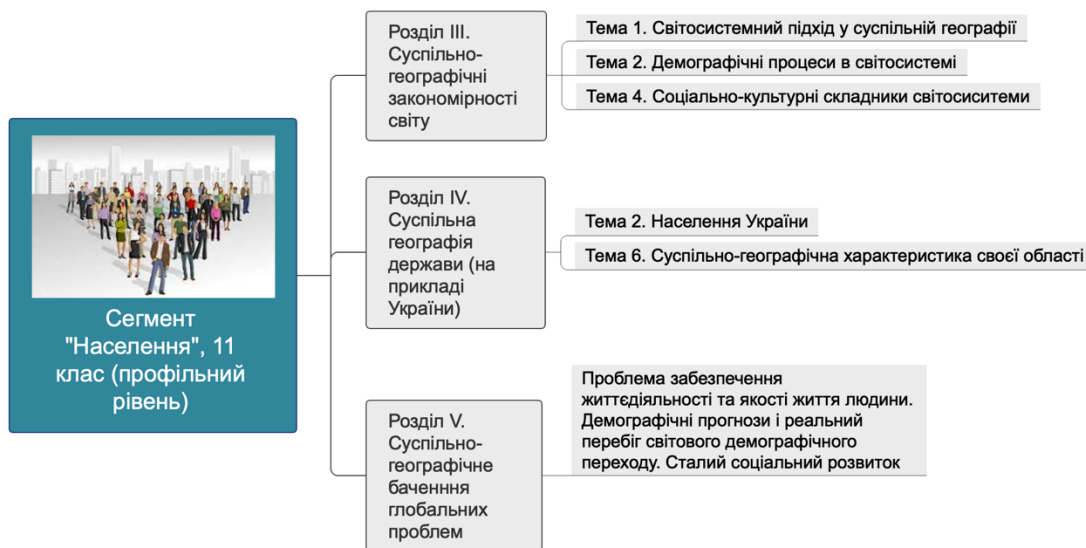 Сегмент
"Населення", 11
клас (профільний
рівень)
Розділ III.
Суспільно-
географічні
закономірності
світу
Тема 1. Світосистемний підхід у суспільній географії
Тема 2. Демографічні процеси в світосистемі
Тема 4. Соціально-культурні складники світосиситеми
Розділ IV.
Суспільна
географія
держави (на
прикладі
України)
Тема 2. Населення України
Тема 6. Суспільно-географічна характеристика своєї області
Розділ V.
Суспільно-
географічне
баченння
глобальних
проблем
Проблема забезпечення
життєдіяльності та якості життя людини.
Демографічні прогнози і реальний
перебіг світового демографічного
переходу. Сталий соціальний розвиток